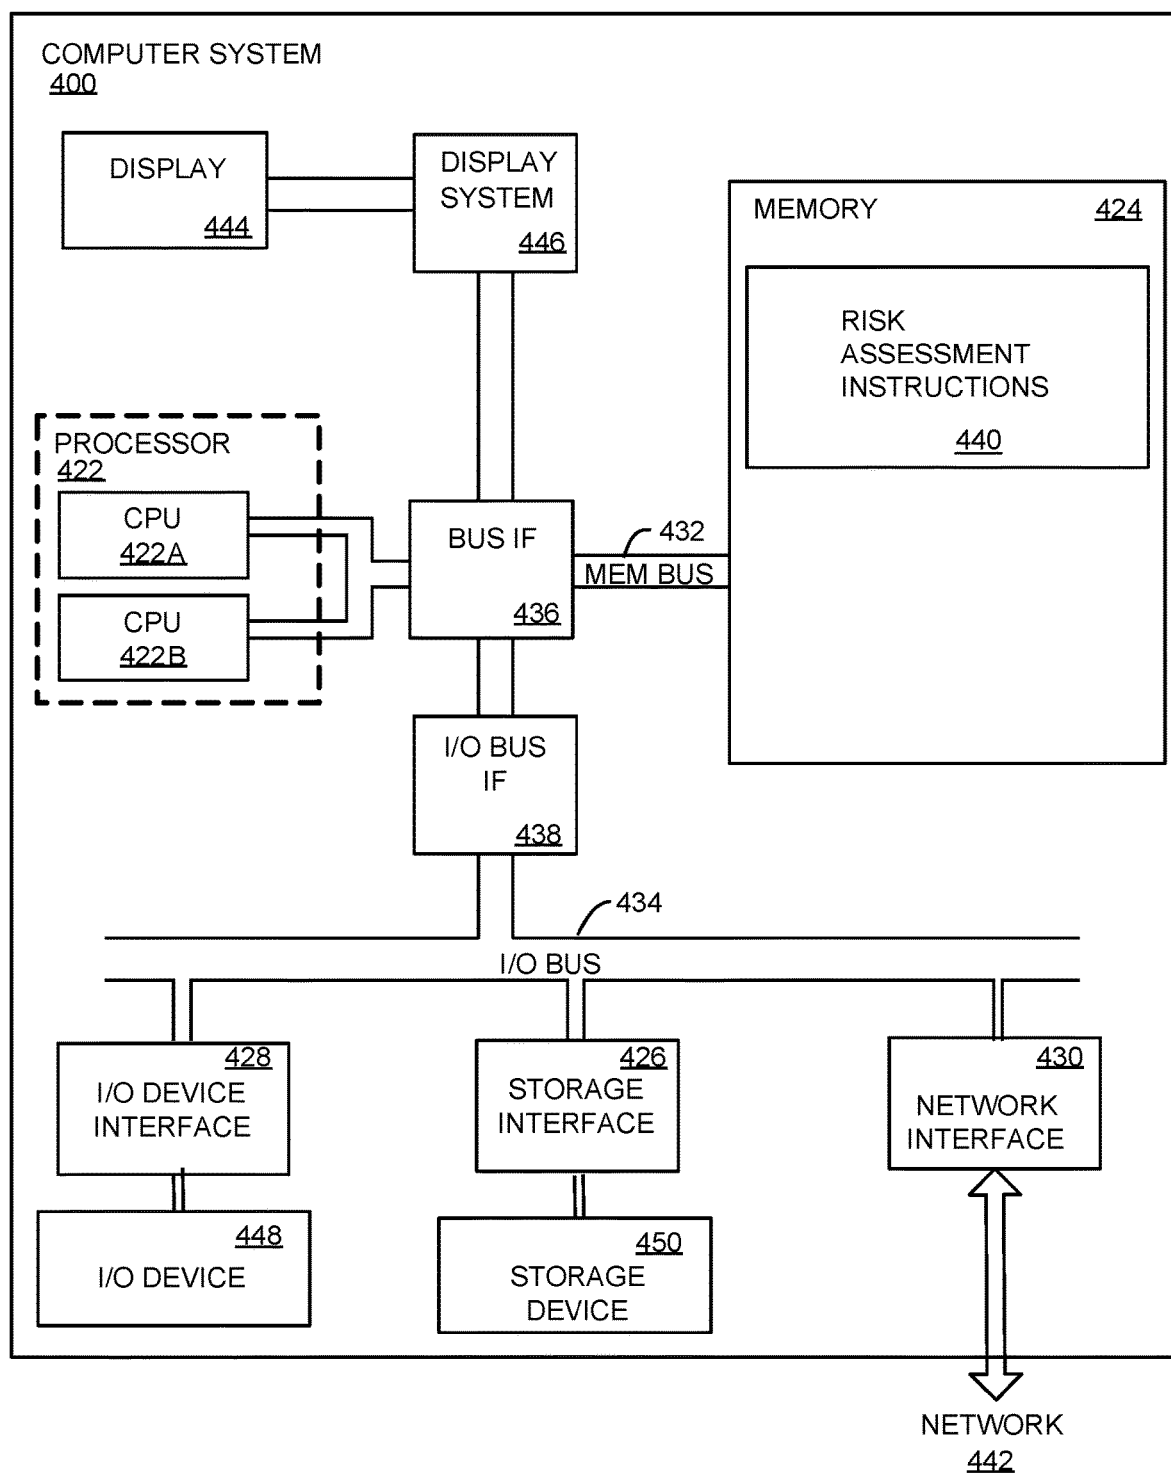 COMPUTER SYSTEM
400
DISPLAY
444
DISPLAY
SYSTEM
446
MEMORY 424
RISK
ASSESSMENT
INSTRUCTIONS
440
PROCESSOR
422
CPU
422A
CPU
422B
BUS IF
436
432
MEM BUS
I/O BUS
IF
438
434
I/O BUS
428
I/O DEVICE
INTERFACE
426
STORAGE
INTERFACE
430
NETWORK
INTERFACE
448
I/O DEVICE
450
STORAGE
DEVICE
NETWORK
442